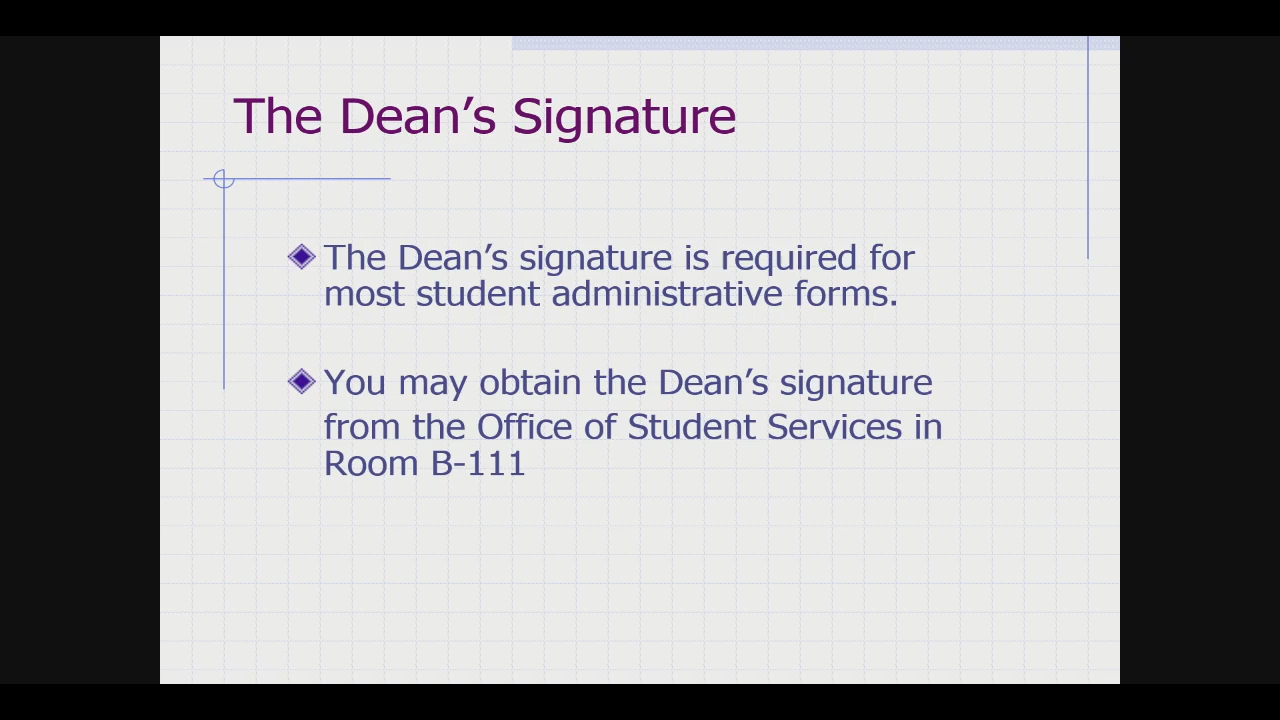 The Dean’s Signature
The Dean’s signature is required for
most student administrative forms.
You may obtain the Dean’s signature
from the Office of Student Services in
Room B-111